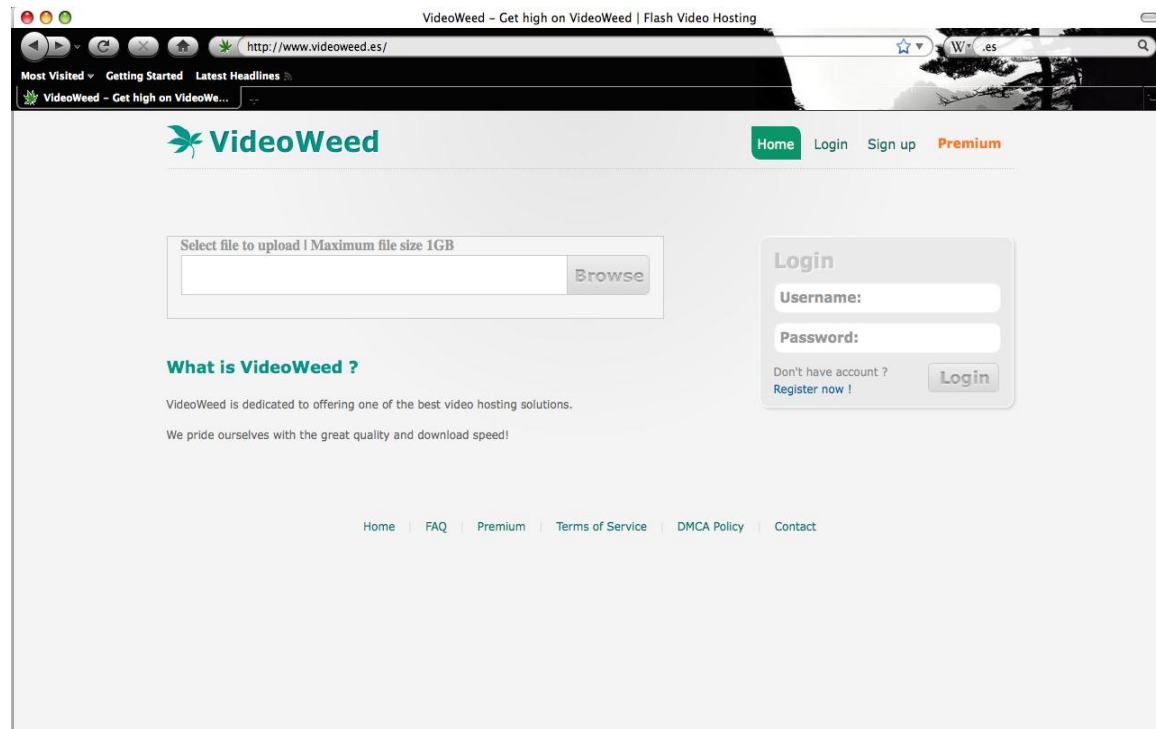 VideoWeed – Get high on VideoWeed | Flash Video Hosting
http://www.videoweed.es/
W
.es
Most Visited
Getting Started
Latest Headlines
VideoWeed – Get high on VideoWe...
VideoWeed
Home
Login
Sign up
Premium
Select file to upload | Maximum file size 1GB
Browse
Login
Username:
Password:
Don't have account ?
Register now !
Login
What is VideoWeed ?
VideoWeed is dedicated to offering one of the best video hosting solutions.
We pride ourselves with the great quality and download speed!
Home | FAQ | Premium | Terms of Service | DMCA Policy | Contact